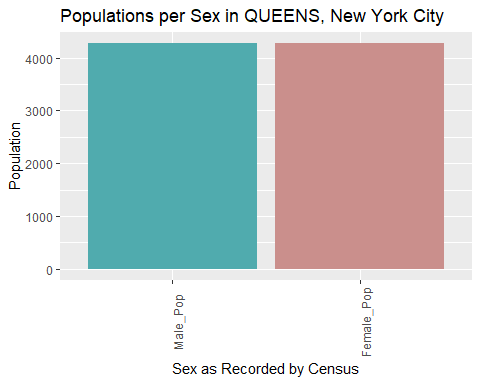 Populations per Sex in QUEENS, New York City
Population
4000
3000
2000
1000
0
Male_Pop
Female_Pop
Sex as Recorded by Census